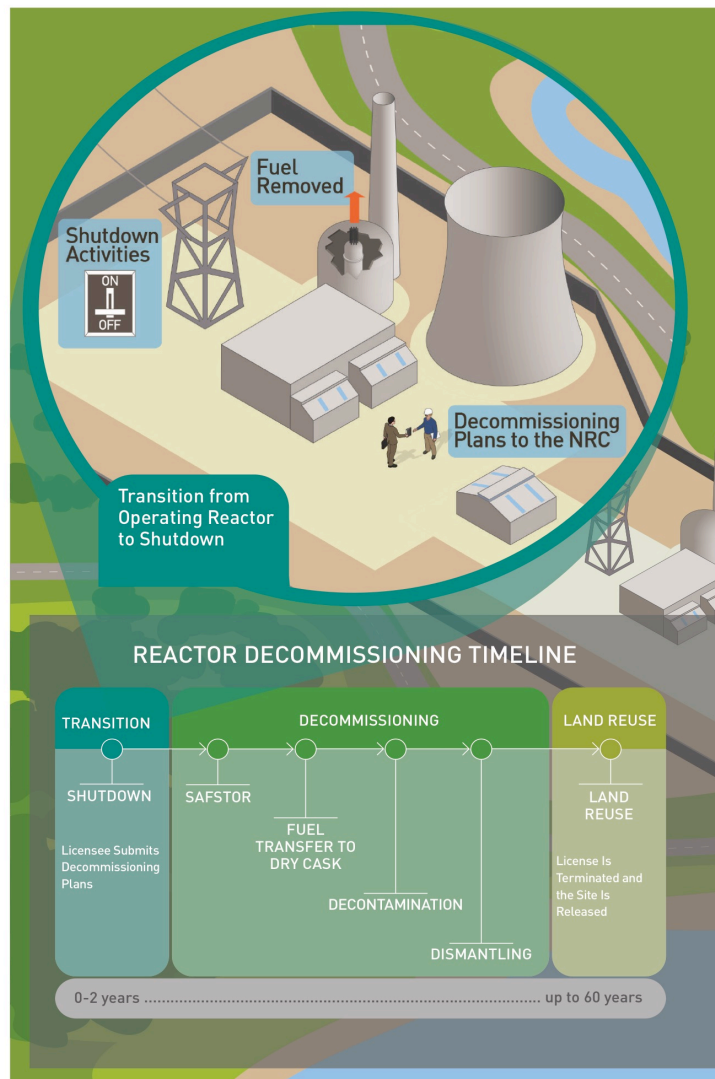 Fuel
Removed
Shutdown
Activities
ON
OFF
Decommissioning
Plans to the NRC
Transition from
Operating Reactor
to Shutdown
REACTOR DECOMMISSIONING TIMELINE
TRANSITION
DECOMMISSIONING
LAND REUSE
SHUTDOWN
SAFSTOR
FUEL
TRANSFER TO
DRY CASK
DECONTAMINATION
DISMANTLING
LAND
REUSE
Licensee Submits
Decommissioning
Plans
License Is
Terminated and
the Site Is
Released
0-2 years ........................................................................................ up to 60 years